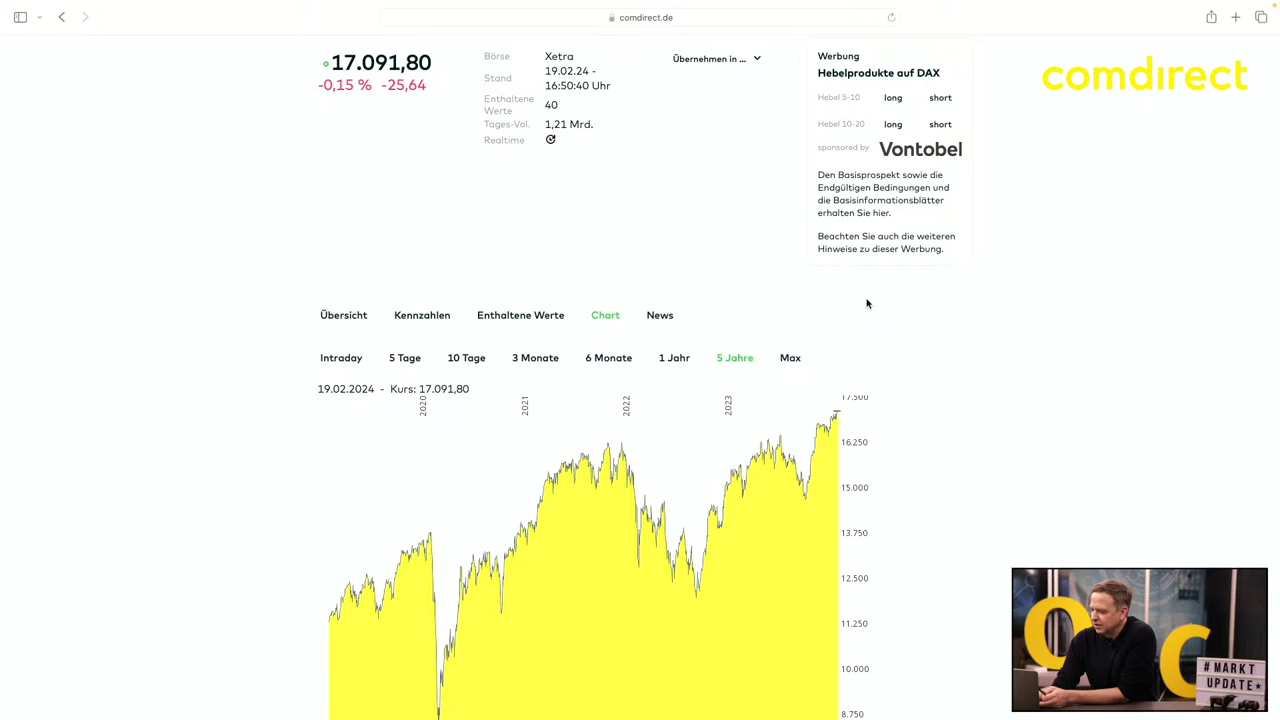 comdirect.de
17.091,80
-0,15 % -25,64
Börse Xetra
Stand 19.02.24 -
16:50:40 Uhr
Enthaltene
Werte 40
Tages-Vol. 1,21 Mrd.
Realtime
Übernehmen in ...
Werbung
Hebelprodukte auf DAX
Hebel 5-10 long short
Hebel 10-20 long short
sponsored by Vontobel
Den Basisprospekt sowie die
Endgültigen Bedingungen und
die Basisinformationsblätter
erhalten Sie hier.
Beachten Sie auch die weiteren
Hinweise zu dieser Werbung.
comdirect
Übersicht Kennzahlen Enthaltene Werte Chart News
Intraday 5 Tage 10 Tage 3 Monate 6 Monate 1 Jahr 5 Jahre Max
19.02.2024 - Kurs: 17.091,80
2020 2021 2022 2023
17.500
16.250
15.000
13.750
12.500
11.250
10.000
8.750
#MARKT
UPDATE